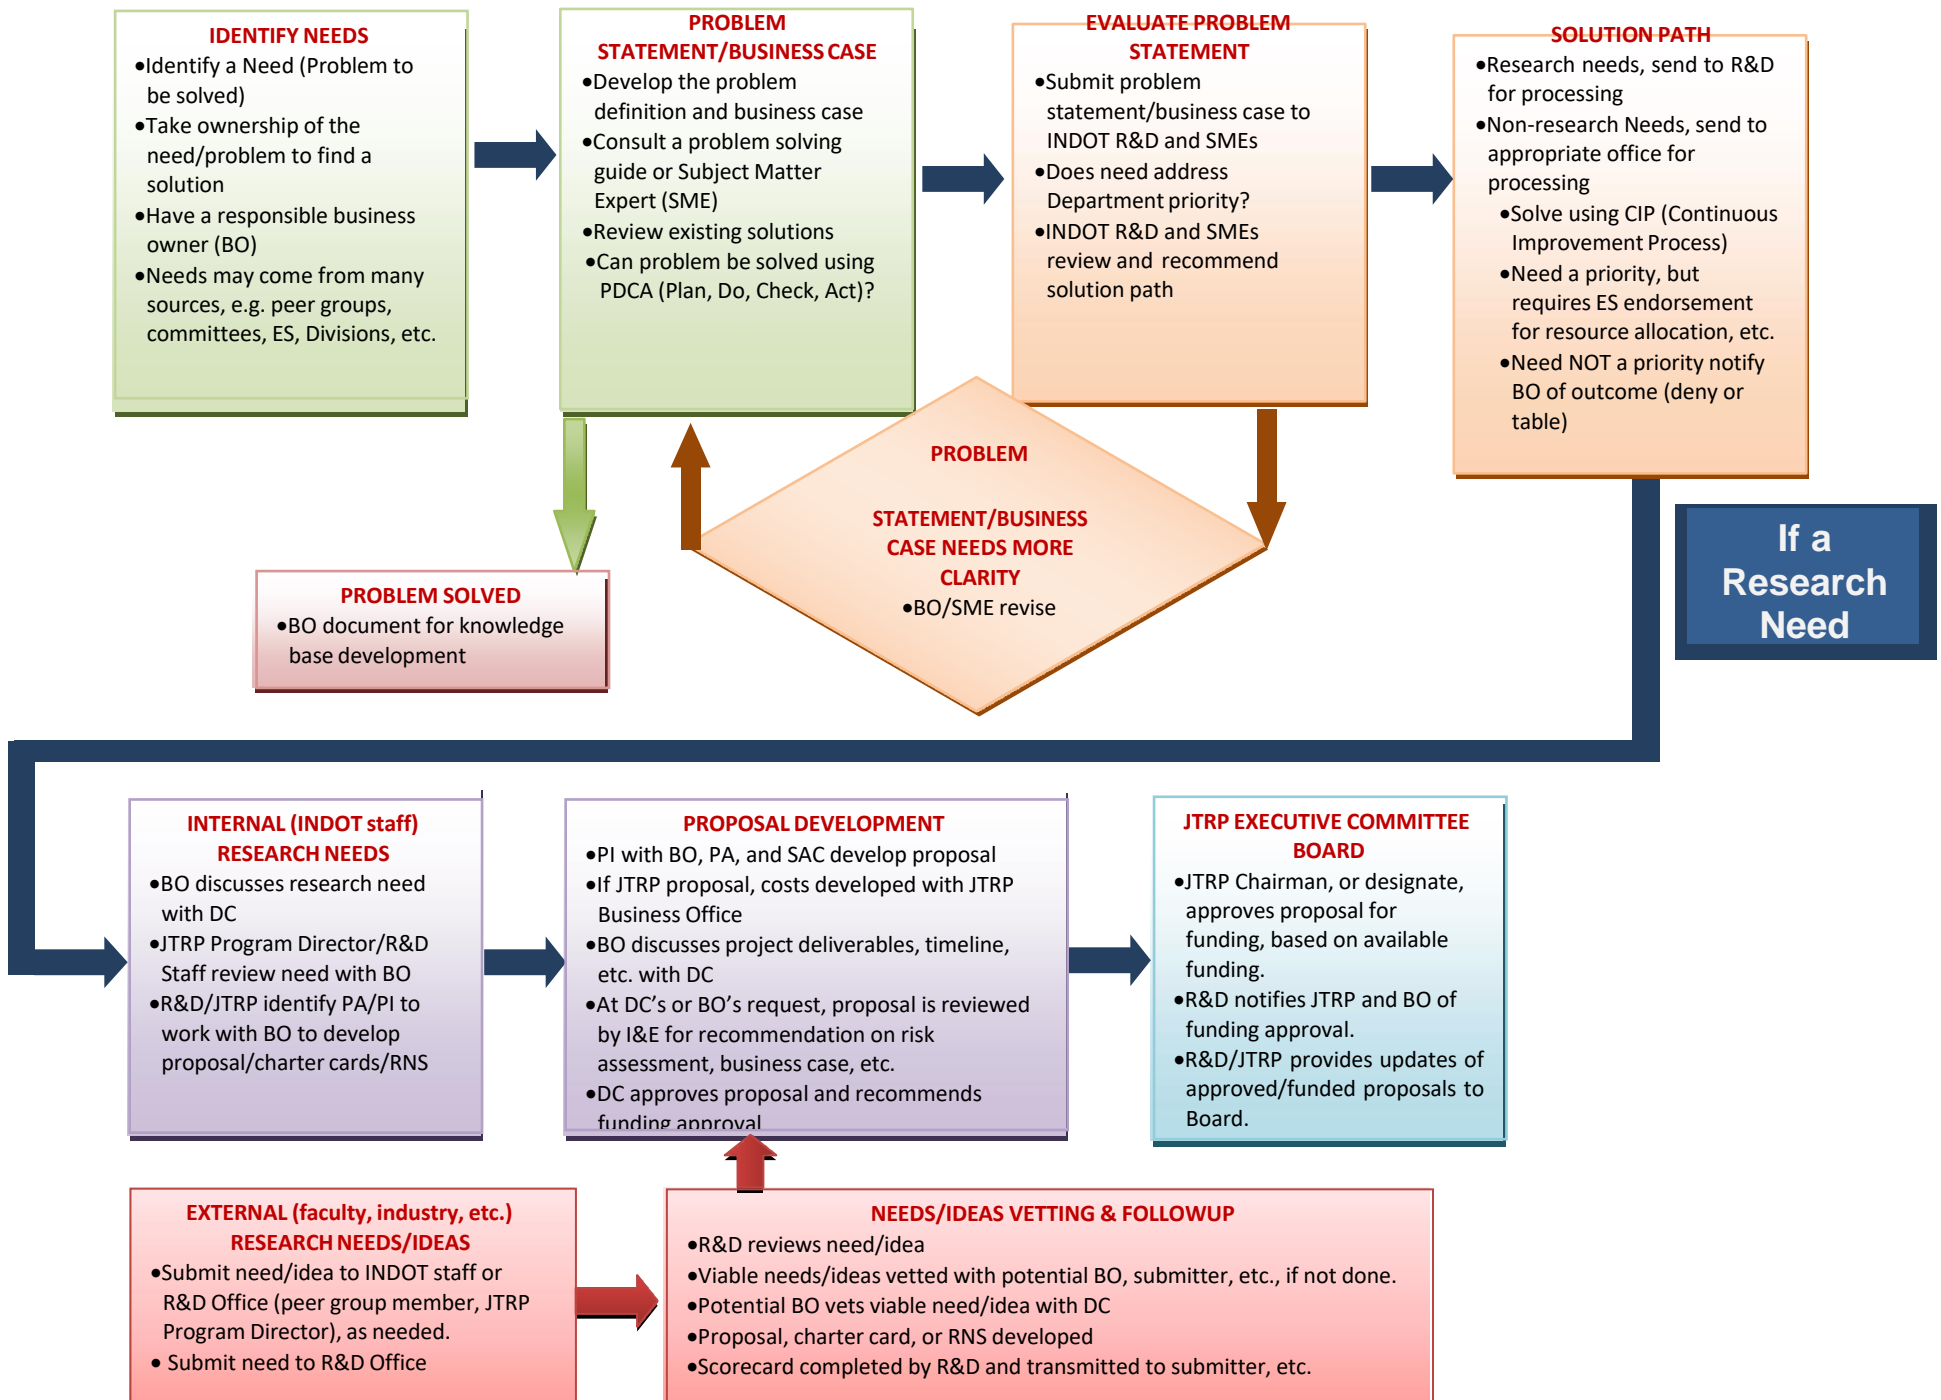 IDENTIFY NEEDS
•Identify a Need (Problem to
be solved)
•Take ownership of the
need/problem to find a
solution
•Have a responsible business
owner (BO)
•Needs may come from many
sources, e.g. peer groups,
committees, ES, Divisions, etc.
PROBLEM
STATEMENT/BUSINESS CASE
•Develop the problem
definition and business case
•Consult a problem solving
guide or Subject Matter
Expert (SME)
•Review existing solutions
•Can problem be solved using
PDCA (Plan, Do, Check, Act)?
EVALUATE PROBLEM
STATEMENT
•Submit problem
statement/business case to
INDOT R&D and SMEs
•Does need address
Department priority?
•INDOT R&D and SMEs
review and recommend
solution path
SOLUTION PATH
•Research needs, send to R&D
for processing
•Non-research Needs, send to
appropriate office for
processing
•Solve using CIP (Continuous
Improvement Process)
•Need a priority, but
requires ES endorsement
for resource allocation, etc.
•Need NOT a priority notify
BO of outcome (deny or
table)
PROBLEM
STATEMENT/BUSINESS
CASE NEEDS MORE
CLARITY
•BO/SME revise
PROBLEM SOLVED
•BO document for knowledge
base development
If a
Research
Need
INTERNAL (INDOT staff)
RESEARCH NEEDS
•BO discusses research need
with DC
•JTRP Program Director/R&D
Staff review need with BO
•R&D/JTRP identify PA/PI to
work with BO to develop
proposal/charter cards/RNS
PROPOSAL DEVELOPMENT
•PI with BO, PA, and SAC develop proposal
•If JTRP proposal, costs developed with JTRP
Business Office
•BO discusses project deliverables, timeline,
etc. with DC
•At DC’s or BO’s request, proposal is reviewed
by I&E for recommendation on risk
assessment, business case, etc.
•DC approves proposal and recommends
funding approval
JTRP EXECUTIVE COMMITTEE
BOARD
•JTRP Chairman, or designate,
approves proposal for
funding, based on available
funding.
•R&D notifies JTRP and BO of
funding approval.
•R&D/JTRP provides updates of
approved/funded proposals to
Board.
EXTERNAL (faculty, industry, etc.)
RESEARCH NEEDS/IDEAS
•Submit need/idea to INDOT staff or
R&D Office (peer group member, JTRP
Program Director), as needed.
• Submit need to R&D Office
NEEDS/IDEAS VETTING & FOLLOWUP
•R&D reviews need/idea
•Viable needs/ideas vetted with potential BO, submitter, etc., if not done.
•Potential BO vets viable need/idea with DC
•Proposal, charter card, or RNS developed
•Scorecard completed by R&D and transmitted to submitter, etc.